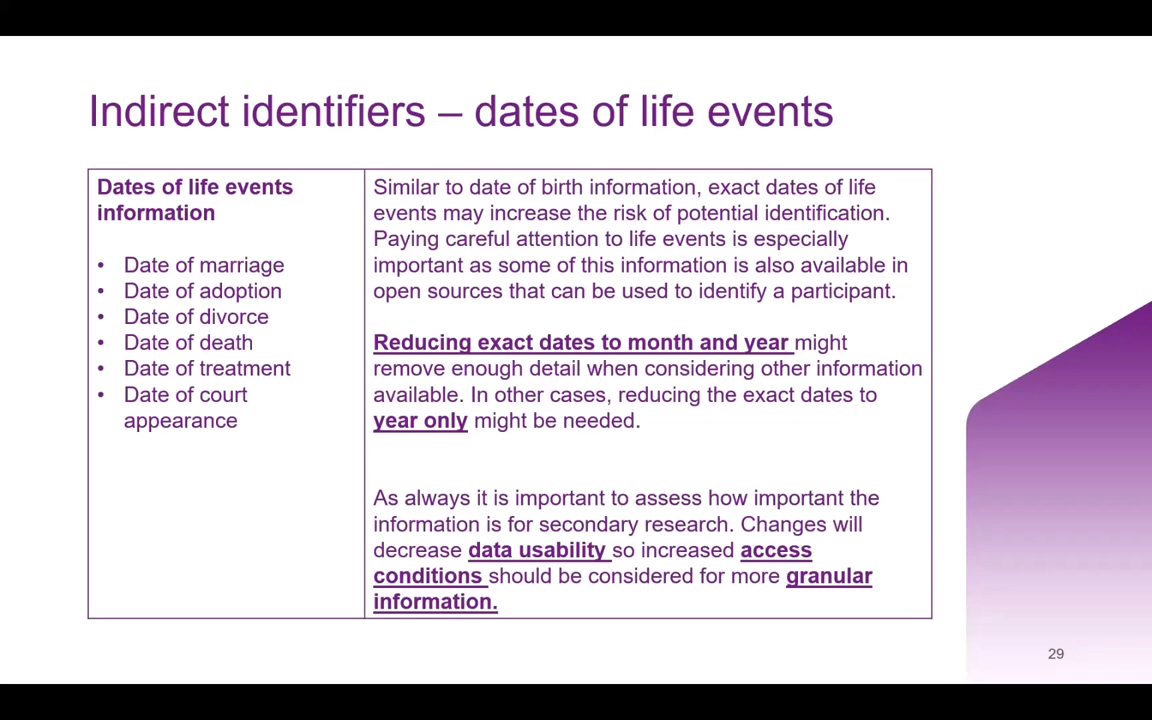 Indirect identifiers – dates of life events
Dates of life events
information
• Date of marriage
• Date of adoption
• Date of divorce
• Date of death
• Date of treatment
• Date of court
appearance
Similar to date of birth information, exact dates of life
events may increase the risk of potential identification.
Paying careful attention to life events is especially
important as some of this information is also available in
open sources that can be used to identify a participant.
Reducing exact dates to month and year might
remove enough detail when considering other information
available. In other cases, reducing the exact dates to
year only might be needed.
As always it is important to assess how important the
information is for secondary research. Changes will
decrease data usability so increased access
conditions should be considered for more granular
information.
29